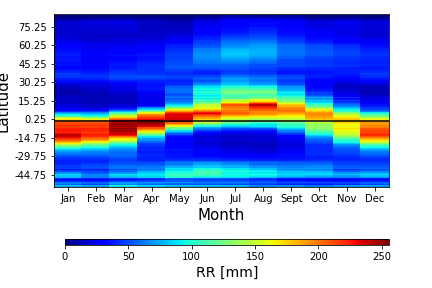 75.25
60.25
45.25
30.25
15.25
0.25
-14.75
-29.75
-44.75
Latitude
Jan Feb Mar Apr May Jun Jul Aug Sept Oct Nov Dec
Month
0 50 100 150 200 250
RR [mm]